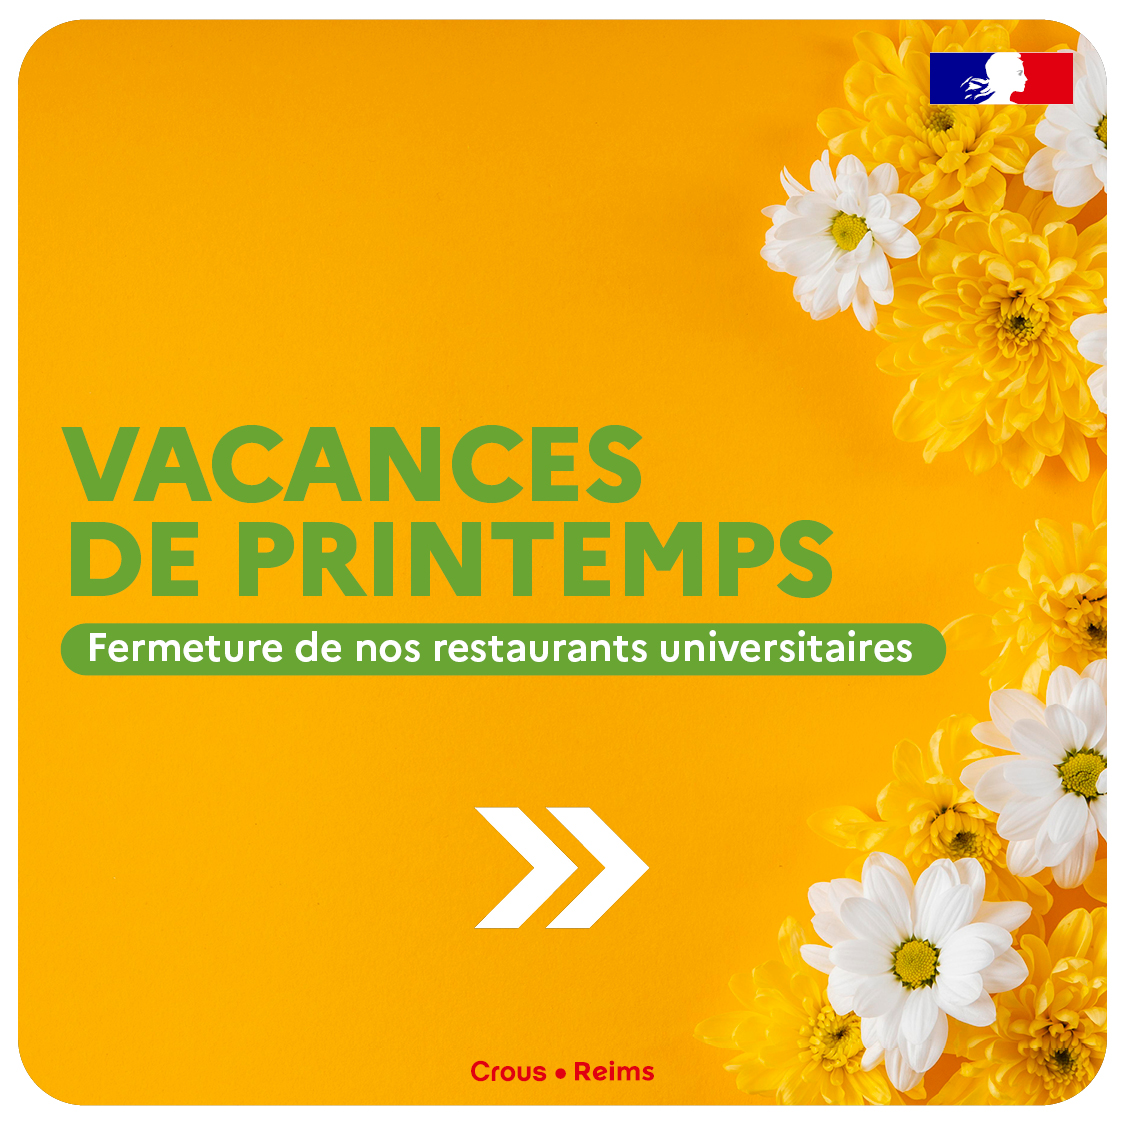 VACANCES
DE PRINTEMPS
Fermeture de nos restaurants universitaires
Crous • Reims